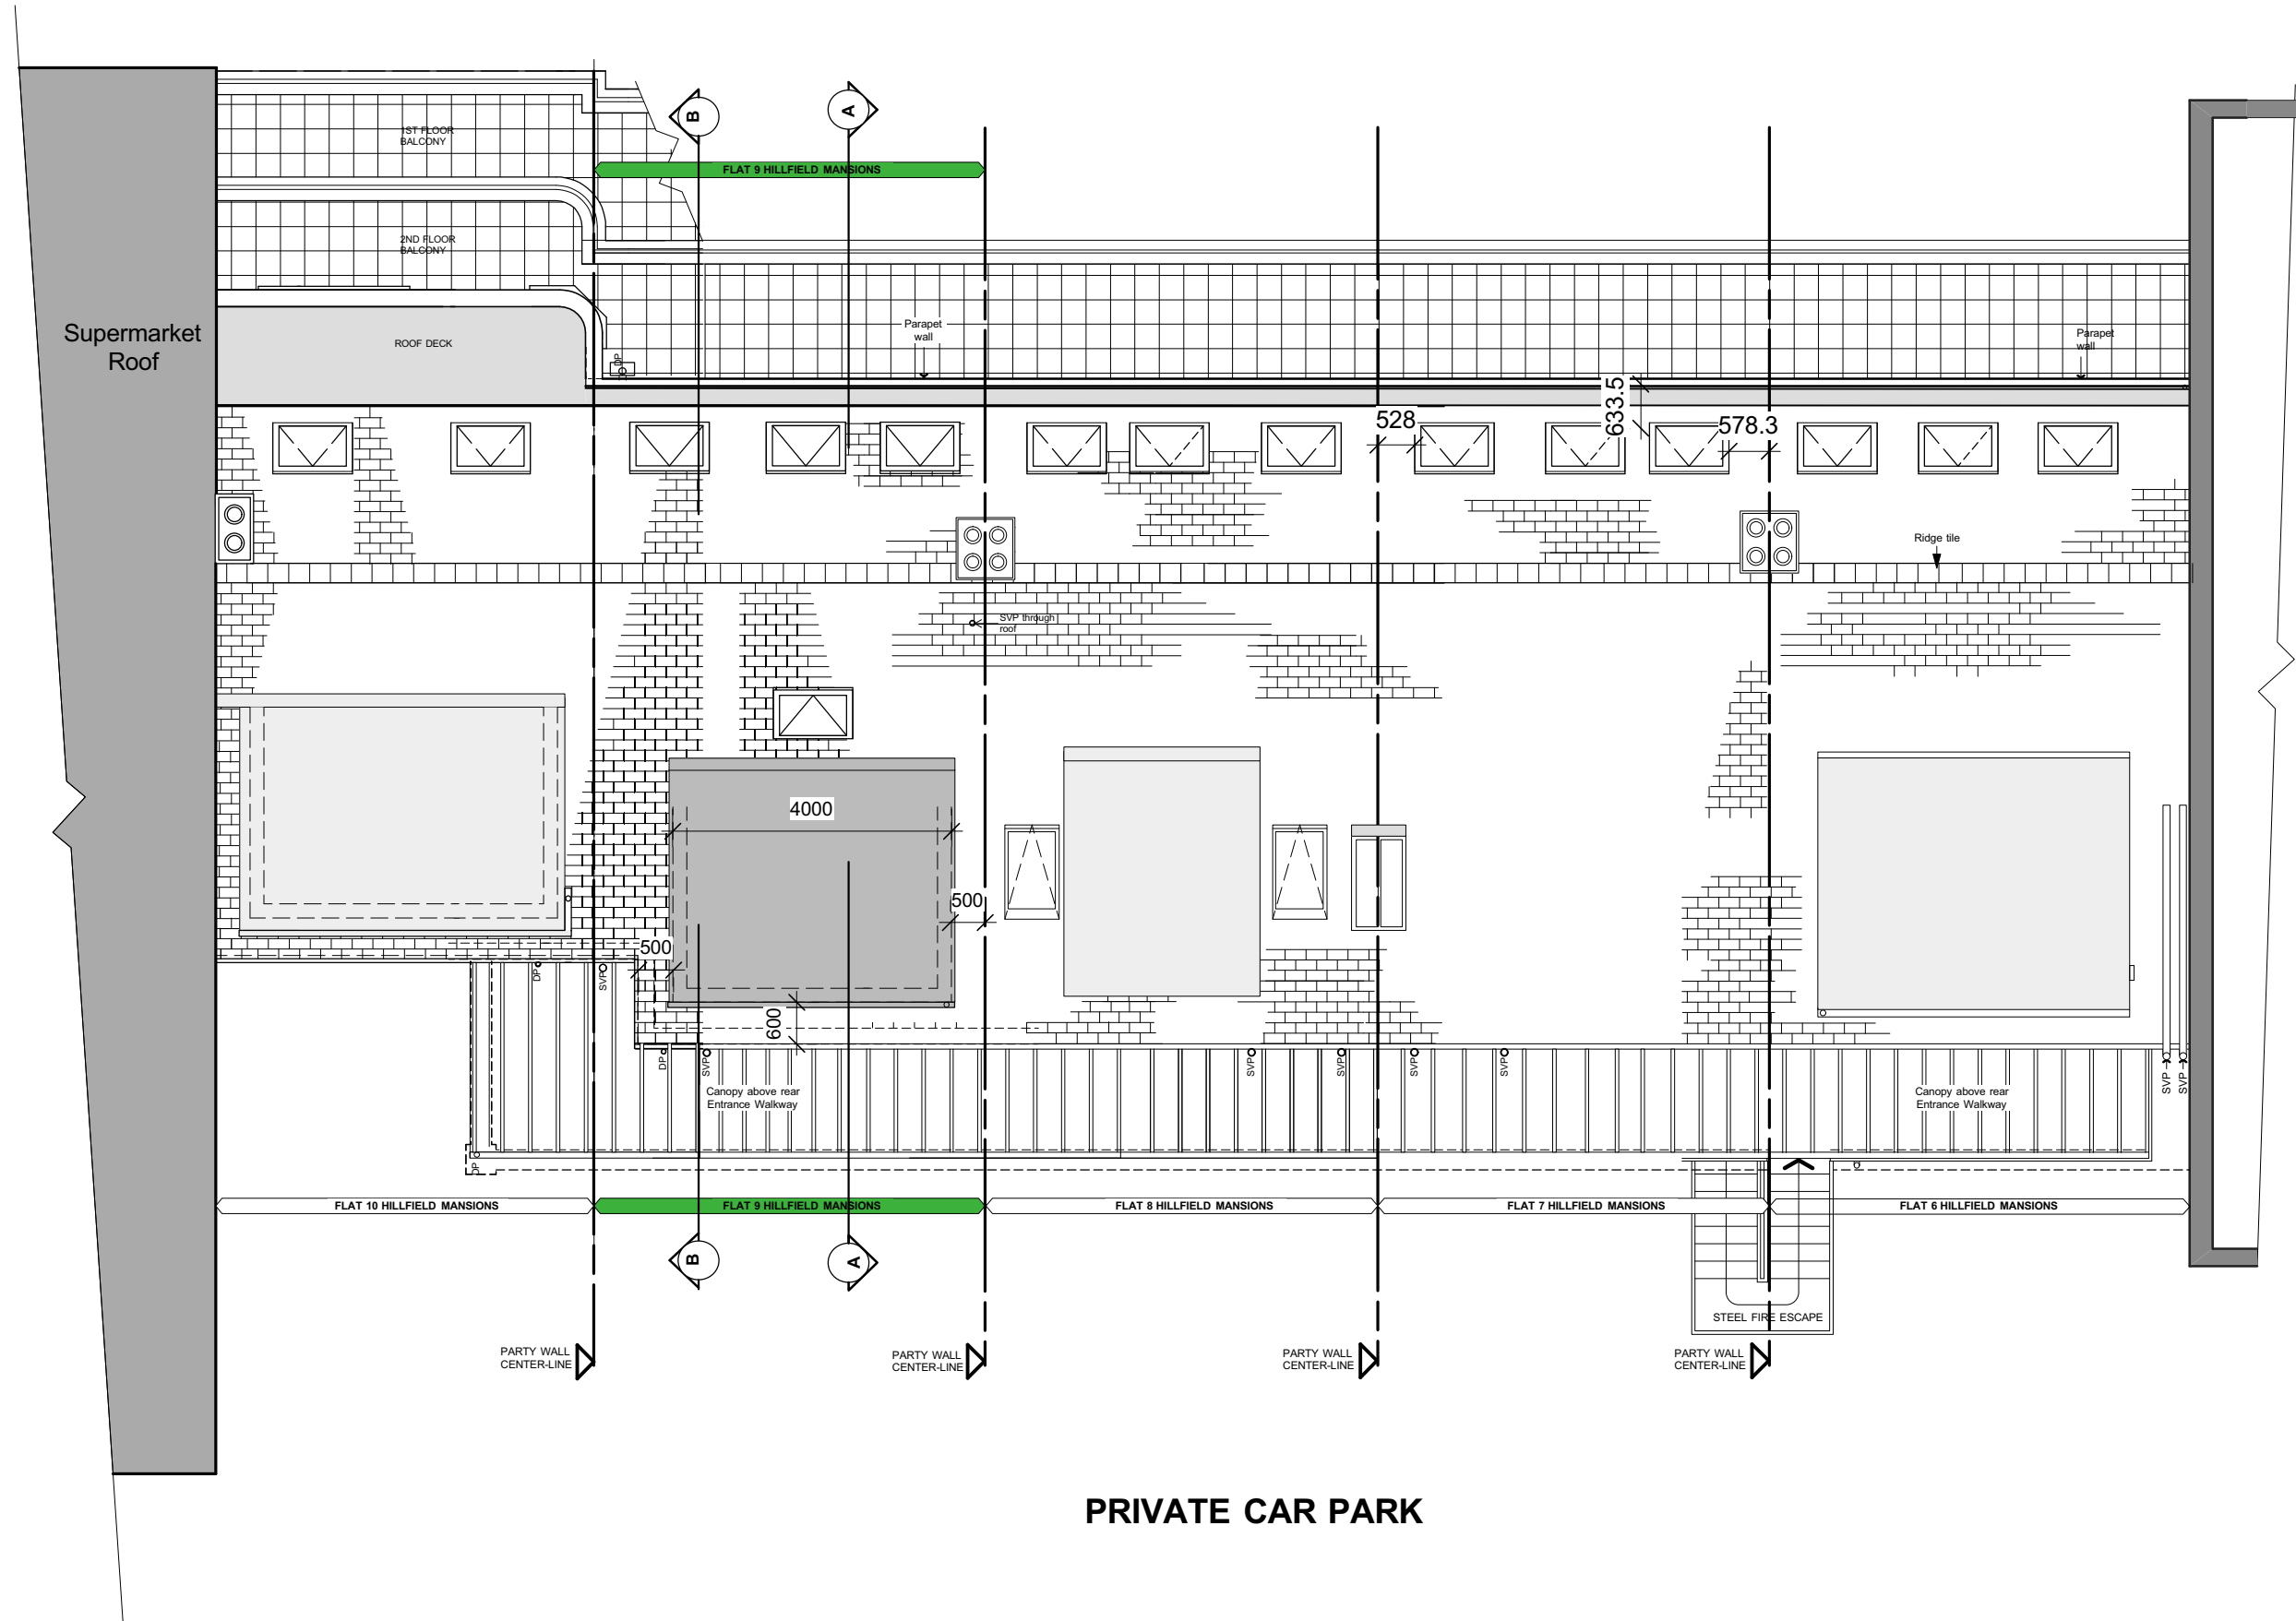 B
A
1ST FLOOR
BALCONY
FLAT 9 HILLFIELD MANSIONS
2ND FLOOR
BALCONY
Supermarket
Roof
ROOF DECK
DP
Parapet
wall
Parapet
wall
633.5
528
578.3
Ridge tile
SVP through
roof
4000
500
500
600
DP
SVP
DP
SVP
SVP
SVP
SVP
SVP
SVP
SVP
Canopy above rear
Entrance Walkway
Canopy above rear
Entrance Walkway
DP
FLAT 10 HILLFIELD MANSIONS
FLAT 9 HILLFIELD MANSIONS
FLAT 8 HILLFIELD MANSIONS
FLAT 7 HILLFIELD MANSIONS
FLAT 6 HILLFIELD MANSIONS
B
A
STEEL FIRE ESCAPE
PARTY WALL
CENTER-LINE
PARTY WALL
CENTER-LINE
PARTY WALL
CENTER-LINE
PARTY WALL
CENTER-LINE
PRIVATE CAR PARK